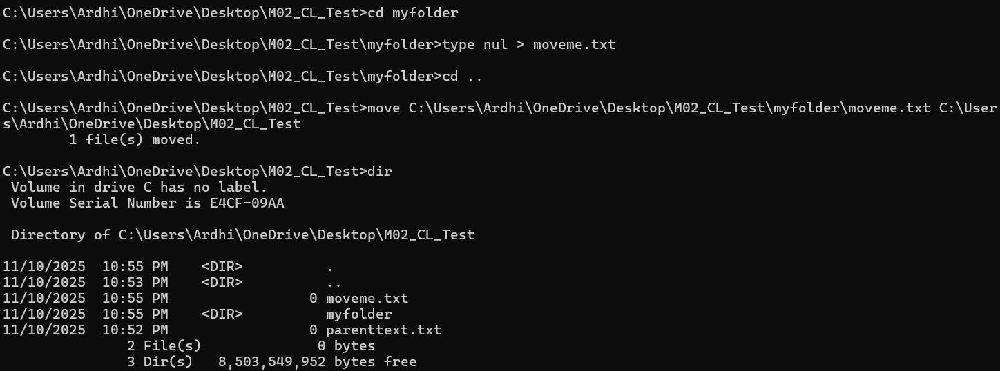 C:\Users\Ardhi\OneDrive\Desktop\M02_CL_Test>cd myfolder
C:\Users\Ardhi\OneDrive\Desktop\M02_CL_Test\myfolder>type nul > moveme.txt
C:\Users\Ardhi\OneDrive\Desktop\M02_CL_Test\myfolder>cd ..
C:\Users\Ardhi\OneDrive\Desktop\M02_CL_Test>move C:\Users\Ardhi\OneDrive\Desktop\M02_CL_Test\myfolder\moveme.txt C:\User
s\Ardhi\OneDrive\Desktop\M02_CL_Test
        1 file(s) moved.
C:\Users\Ardhi\OneDrive\Desktop\M02_CL_Test>dir
 Volume in drive C has no label.
 Volume Serial Number is E4CF-09AA
 Directory of C:\Users\Ardhi\OneDrive\Desktop\M02_CL_Test
11/10/2025  10:55 PM    <DIR>          .
11/10/2025  10:53 PM    <DIR>          ..
11/10/2025  10:55 PM                 0 moveme.txt
11/10/2025  10:55 PM    <DIR>          myfolder
11/10/2025  10:52 PM                 0 parenttext.txt
               2 File(s)              0 bytes
               3 Dir(s)   8,503,549,952 bytes free